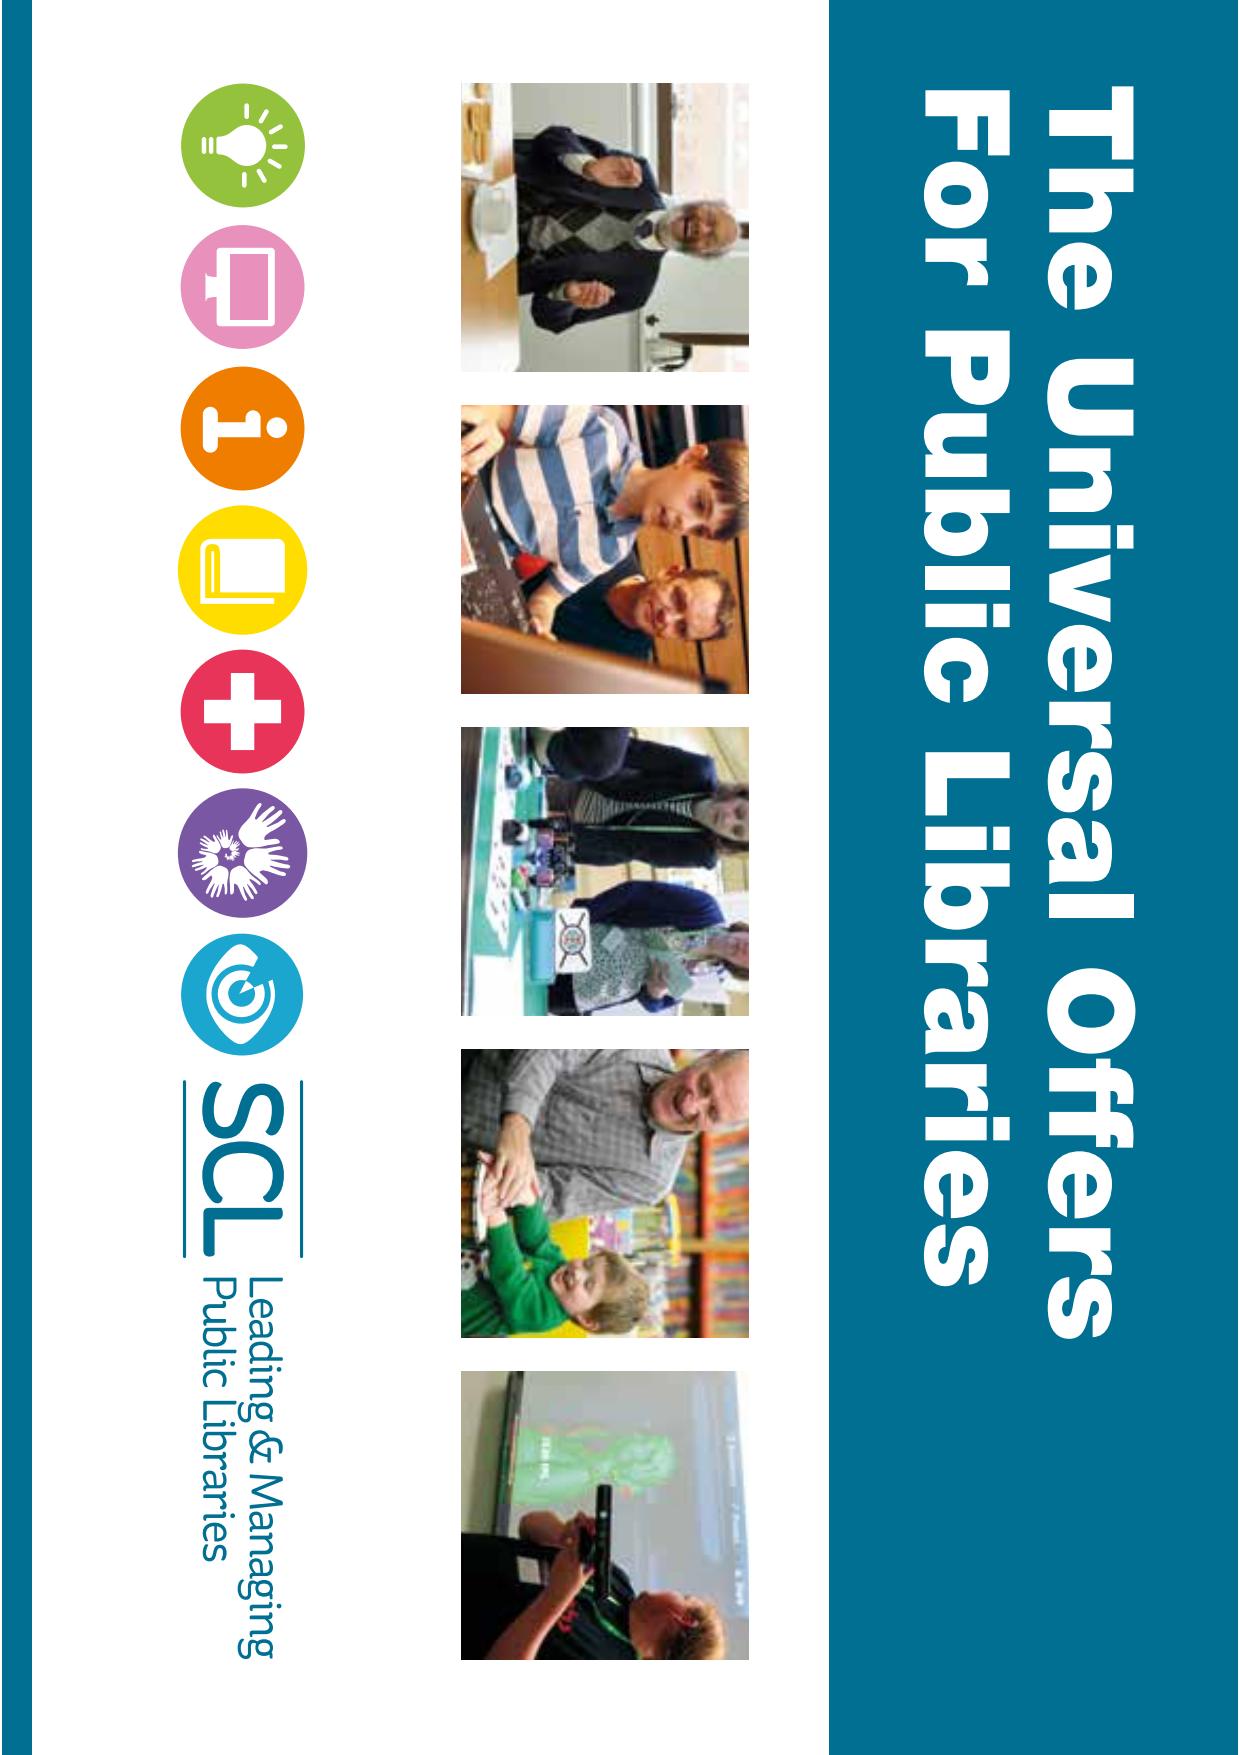 The Universal Offers
For Public Libraries
i
SCL
Leading & Managing
Public Libraries